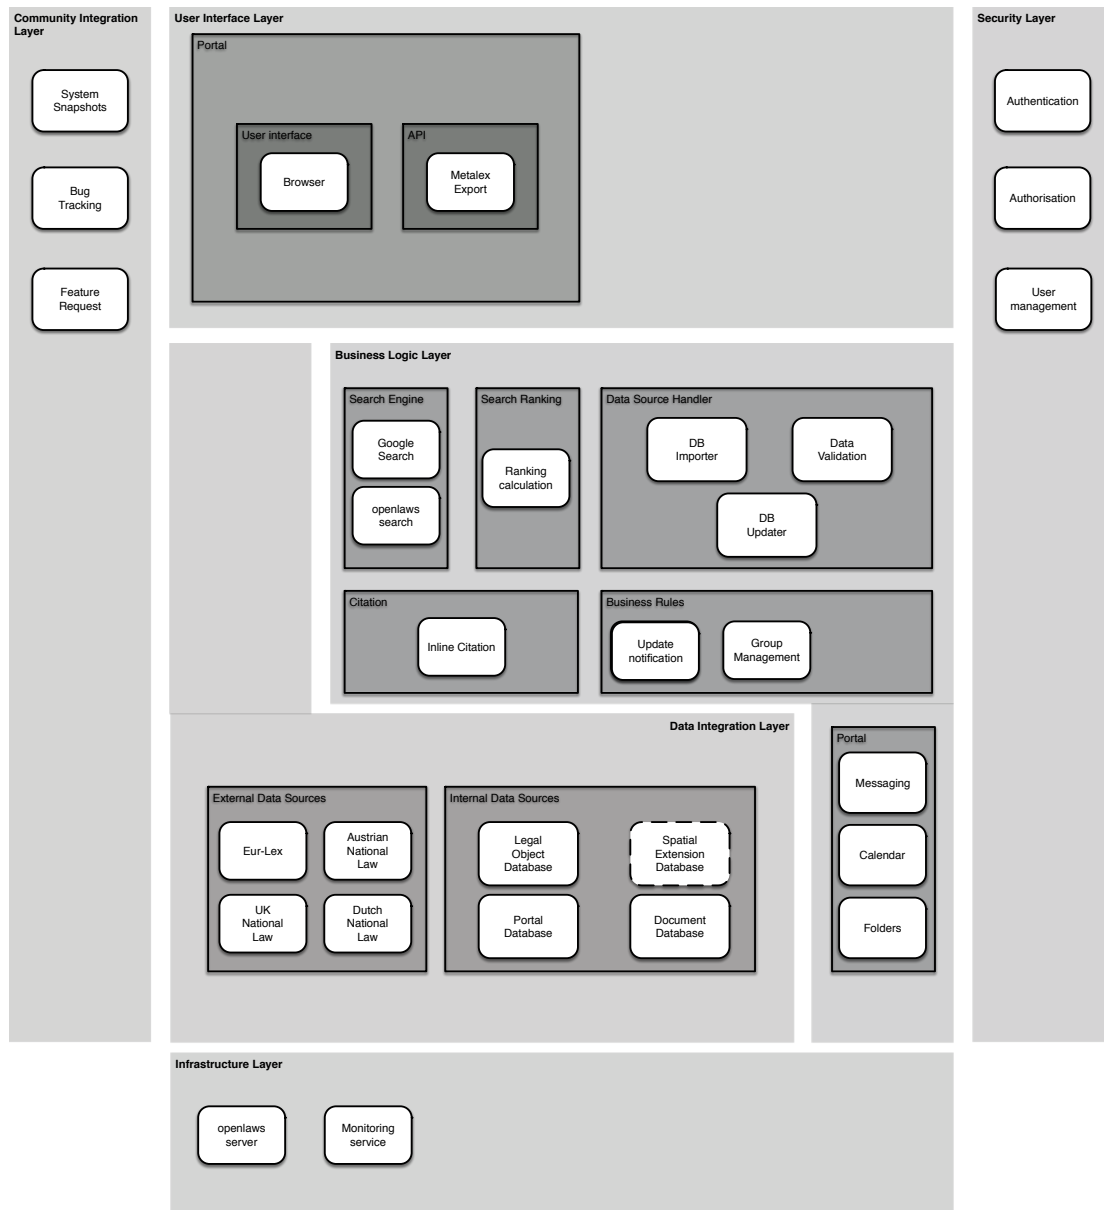 Community Integration
Layer
System
Snapshots
Bug
Tracking
Feature
Request
User Interface Layer
Portal
User interface
Browser
API
Metalex
Export
Security Layer
Authentication
Authorisation
User
management
Business Logic Layer
Search Engine
Google
Search
openlaws
search
Search Ranking
Ranking
calculation
Data Source Handler
DB
Importer
Data
Validation
DB
Updater
Citation
Inline Citation
Business Rules
Update
notification
Group
Management
Data Integration Layer
External Data Sources
Eur-Lex
Austrian
National
Law
UK
National
Law
Dutch
National
Law
Internal Data Sources
Legal
Object
Database
Spatial
Extension
Database
Portal
Database
Document
Database
Portal
Messaging
Calendar
Folders
Infrastructure Layer
openlaws
server
Monitoring
service